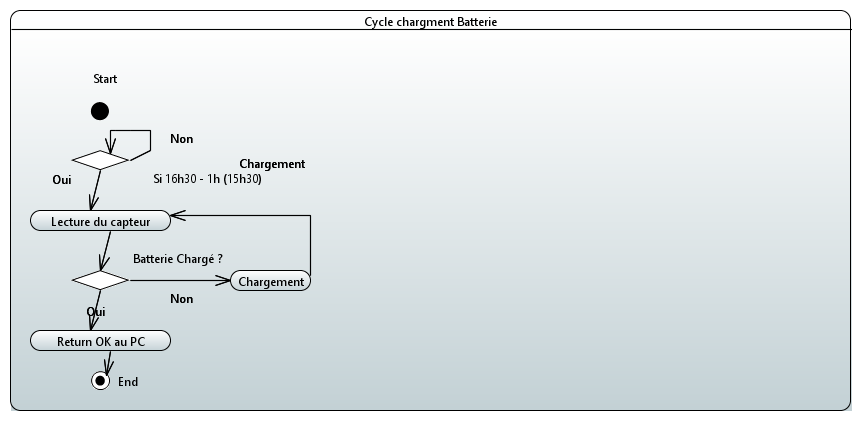 Cycle chargment Batterie
Start
Non
Chargement
Si 16h30 - 1h (15h30)
Oui
Lecture du capteur
Batterie Chargé ?
Chargement
Non
Oui
Return OK au PC
End